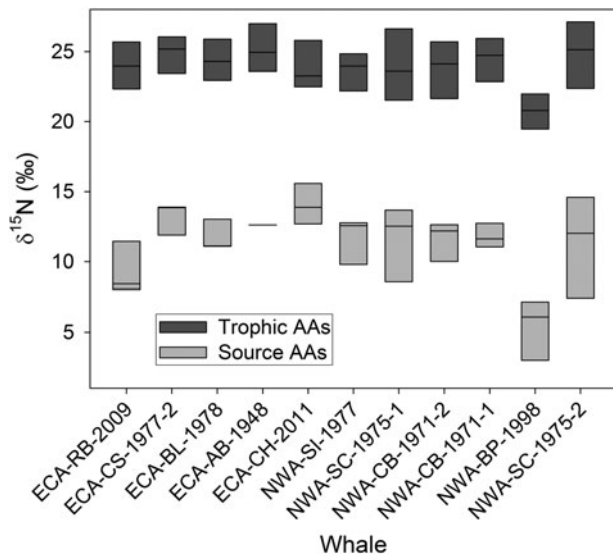 25
20
15
10
5
δ15N (‰)
Trophic AAs
Source AAs
ECA-RB-2009
ECA-CS-1977-2
ECA-BL-1978
ECA-AB-1948
ECA-CH-2011
NWA-SI-1977
NWA-SC-1975-1
NWA-CB-1971-2
NWA-CB-1971-1
NWA-BP-1998
NWA-SC-1975-2
Whale